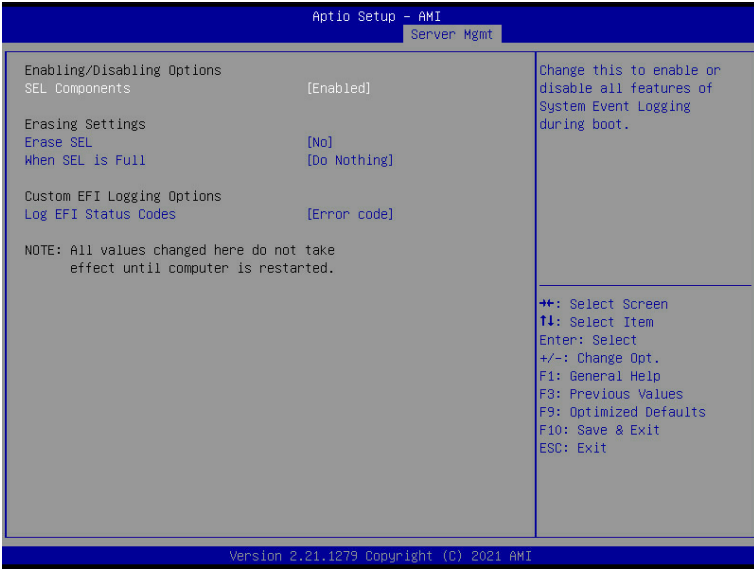 Aptio Setup – AMI
Server Mgmt
Enabling/Disabling Options
SEL Components [Enabled]
Erasing Settings
Erase SEL [No]
When SEL is Full [Do Nothing]
Custom EFI Logging Options
Log EFI Status Codes [Error code]
NOTE: All values changed here do not take
effect until computer is restarted.
Change this to enable or
disable all features of
System Event Logging
during boot.
→←: Select Screen
↑↓: Select Item
Enter: Select
+/-: Change Opt.
F1: General Help
F3: Previous Values
F9: Optimized Defaults
F10: Save & Exit
ESC: Exit
Version 2.21.1279 Copyright (C) 2021 AMI